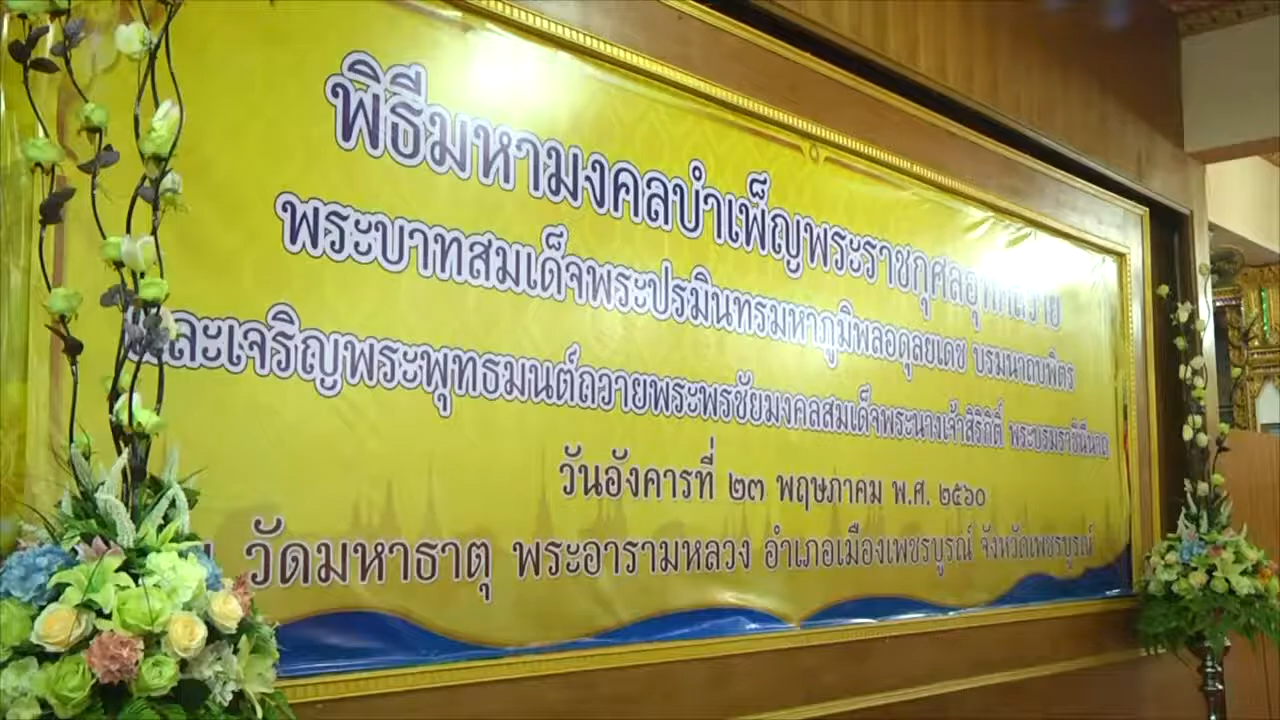 พิธีมหามงคลบำเพ็ญพระราชกุศลอุทิศถวาย
พระบาทสมเด็จพระปรมินทรมหาภูมิพลอดุลยเดช บรมนาถบพิตร
และเจริญพระพุทธมนต์ถวายพระพรชัยมงคลสมเด็จพระนางเจ้าสิริกิติ์ พระบรมราชินีนาถ
วันอังคารที่ ๒๓ พฤษภาคม พ.ศ. ๒๕๖๐
ณ วัดมหาธาตุ พระอารามหลวง อำเภอเมืองเพชรบูรณ์ จังหวัดเพชรบูรณ์